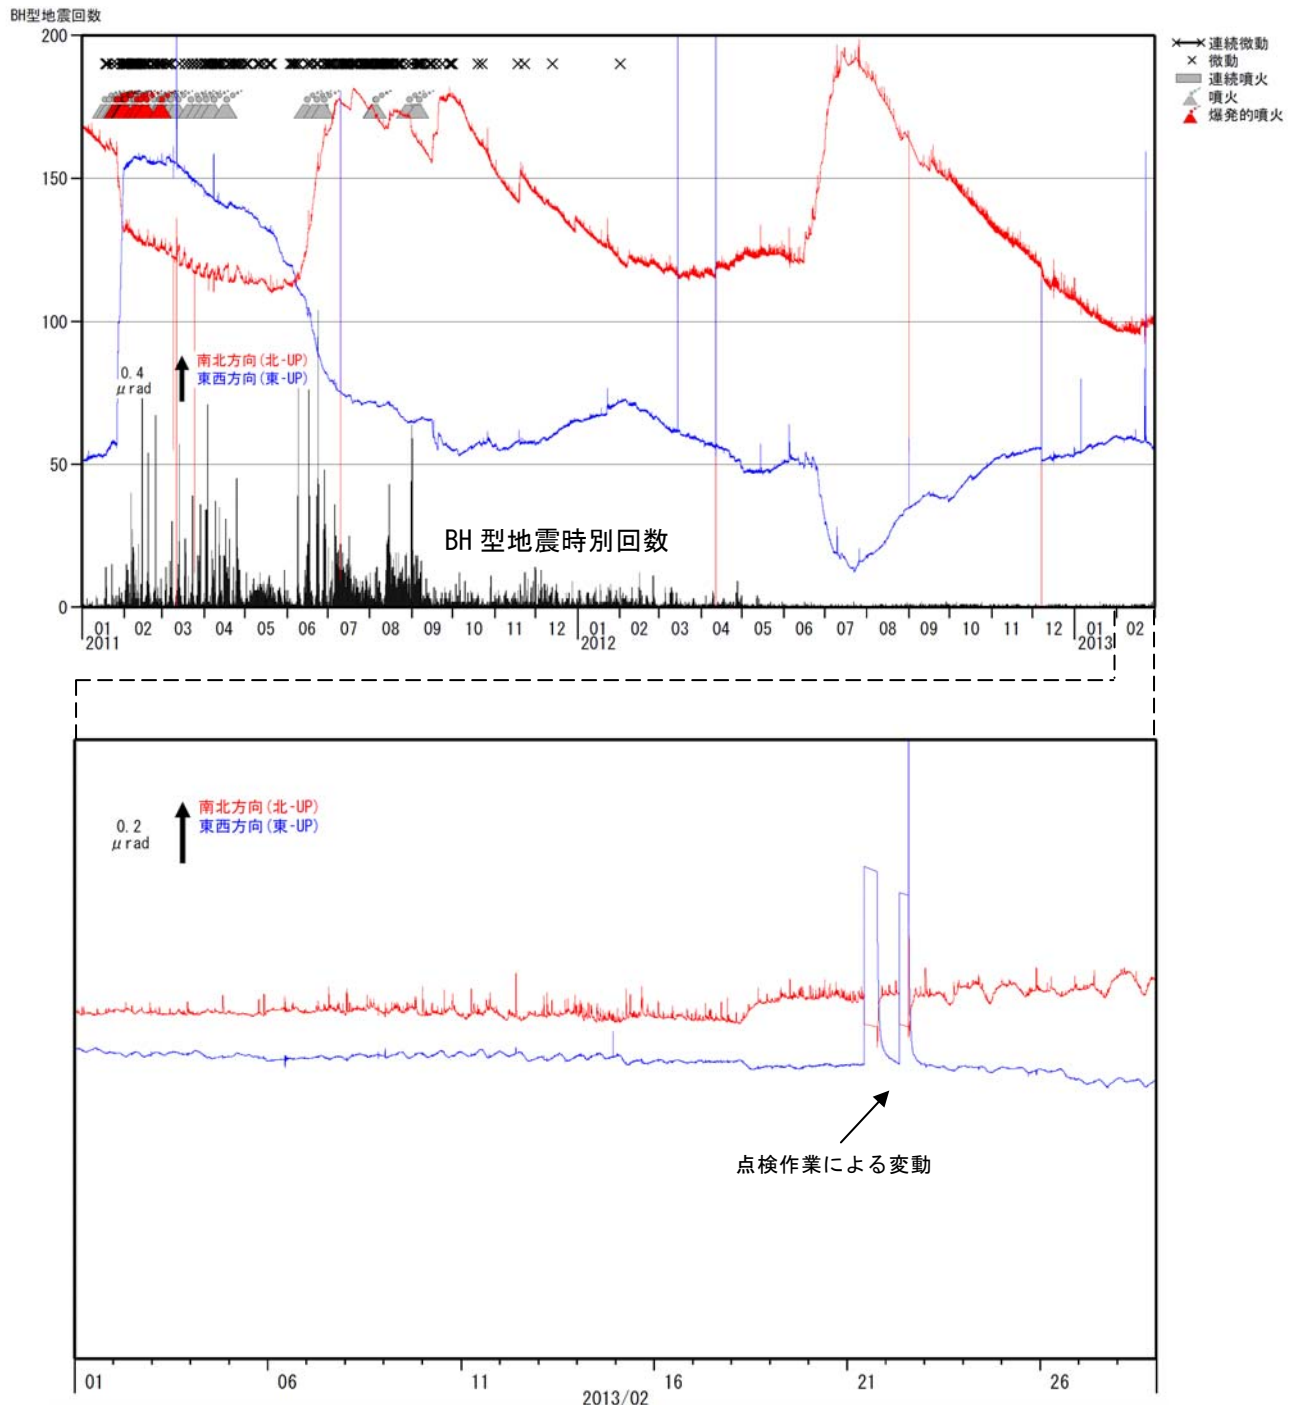 BH型地震回数
200
150
100
50
0
連続微動
微動
連続噴火
噴火
爆発的噴火
0.4
μrad
南北方向(北-UP)
東西方向(東-UP)
BH型地震時別回数
01 02 03 04 05 06 07 08 09 10 11 12 01 02 03 04 05 06 07 08 09 10 11 12 01 02
2011 2012 2013
0.2
μrad
南北方向(北-UP)
東西方向(東-UP)
点検作業による変動
01 06 11 16 21 26
2013/02